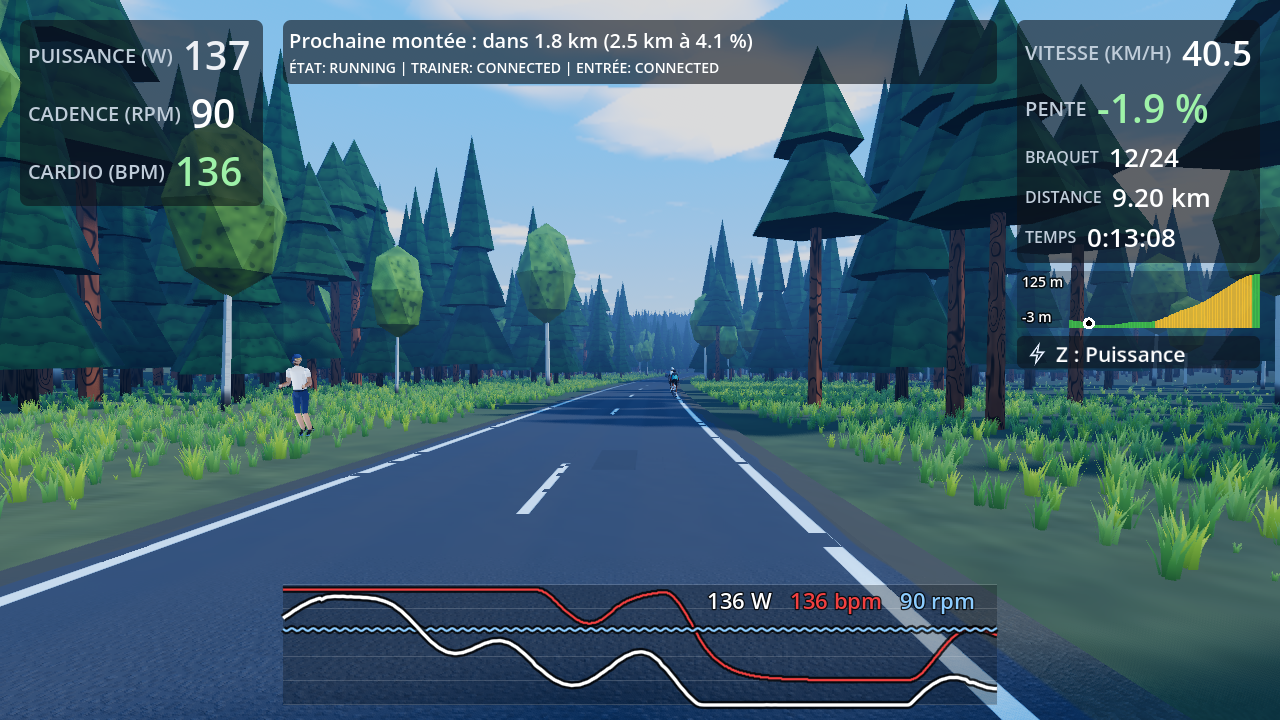 PUISSANCE (W) 137
CADENCE (RPM) 90
CARDIO (BPM) 136
Prochaine montée : dans 1.8 km (2.5 km à 4.1 %)
ÉTAT: RUNNING | TRAINER: CONNECTED | ENTRÉE: CONNECTED
VITESSE (KM/H) 40.5
PENTE -1.9 %
BRAQUET 12/24
DISTANCE 9.20 km
TEMPS 0:13:08
125 m
-3 m
Z : Puissance
136 W 136 bpm 90 rpm